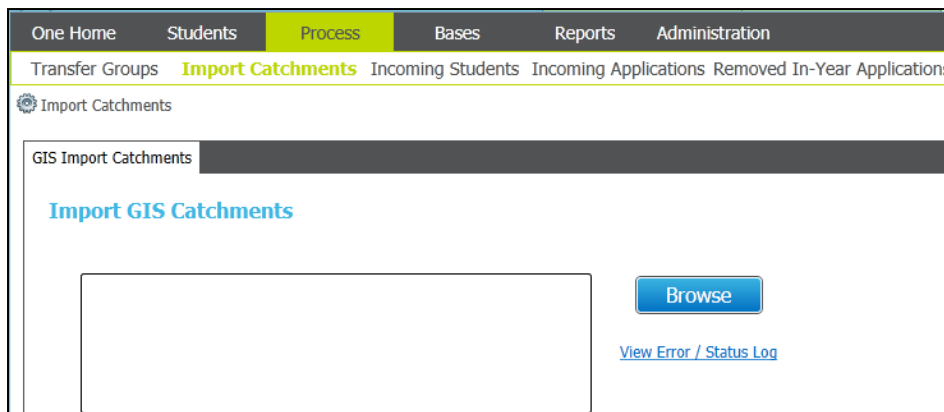 One Home Students Process Bases Reports Administration
Transfer Groups Import Catchments Incoming Students Incoming Applications Removed In-Year Applications
Import Catchments
GIS Import Catchments
Import GIS Catchments
Browse
View Error / Status Log